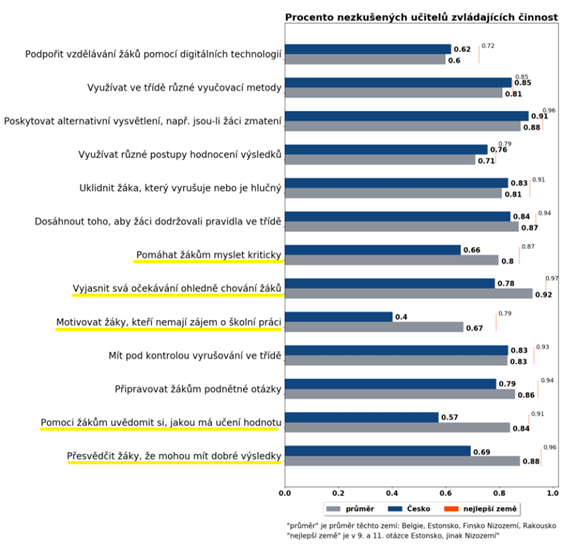 Procento nezkušených učitelů zvládajících činnost
Podpořit vzdělávání žáků pomocí digitálních technologií
0.62
0.72
0.6
Využívat ve třídě různé vyučovací metody
0.85
0.85
0.81
Poskytovat alternativní vysvětlení, např. jsou-li žáci zmatení
0.91
0.96
0.88
Využívat různé postupy hodnocení výsledků
0.76
0.79
0.71
Uklidnit žáka, který vyrušuje nebo je hlučný
0.83
0.91
0.81
Dosáhnout toho, aby žáci dodržovali pravidla ve třídě
0.84
0.94
0.87
Pomáhat žákům myslet kriticky
0.66
0.87
0.8
Vyjasnit svá očekávání ohledně chování žáků
0.78
0.97
0.92
Motivovat žáky, kteří nemají zájem o školní práci
0.4
0.79
0.67
Mít pod kontrolou vyrušování ve třídě
0.83
0.93
0.83
Připravovat žákům podnětné otázky
0.79
0.94
0.86
Pomoci žákům uvědomit si, jakou má učení hodnotu
0.57
0.91
0.84
Přesvědčit žáky, že mohou mít dobré výsledky
0.69
0.96
0.88
0.0 0.2 0.4 0.6 0.8 1.0
průměr Česko nejlepší země
"průměr" je průměr těchto zemí: Belgie, Estonsko, Finsko Nizozemí, Rakousko
"nejlepší země" je v 9. a 11. otázce Estonsko, jinak Nizozemí"